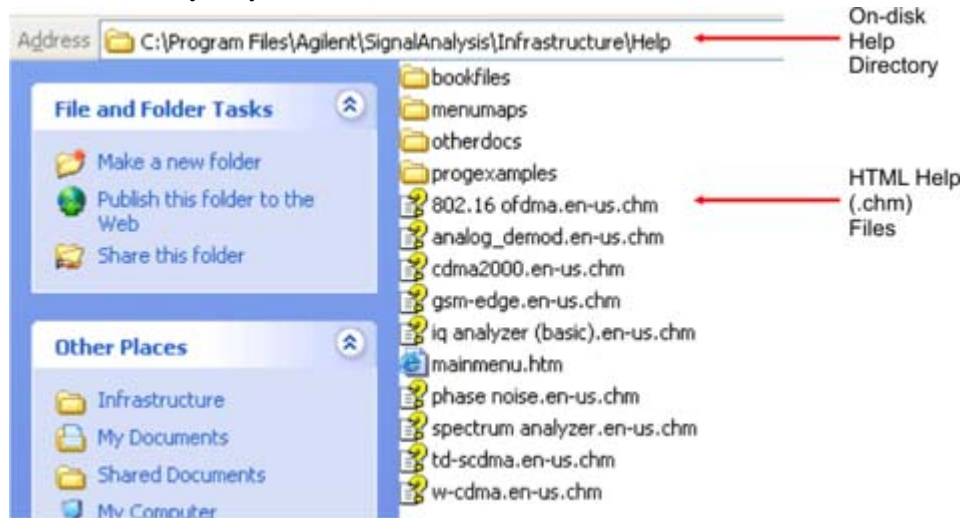 Address C:\Program Files\Agilent\SignalAnalysis\Infrastructure\Help
On-disk
Help
Directory
File and Folder Tasks
Make a new folder
Publish this folder to the
Web
Share this folder
Other Places
Infrastructure
My Documents
Shared Documents
My Computer
bookfiles
menumaps
otherdocs
progexamples
802.16 ofdma.en-us.chm
analog_demod.en-us.chm
cdma2000.en-us.chm
gsm-edge.en-us.chm
iq analyzer (basic).en-us.chm
mainmenu.htm
phase noise.en-us.chm
spectrum analyzer.en-us.chm
td-scdma.en-us.chm
w-cdma.en-us.chm
HTML Help
(.chm)
Files